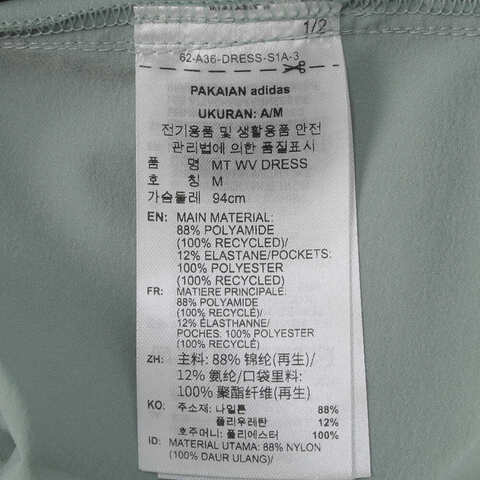 1/2
62-A36-DRESS-S1A-3
PAKAIAN adidas
UKURAN: A/M
전기용품 및 생활용품 안전
관리법에 의한 품질표시
품 명 MT WV DRESS
호 칭 M
가슴둘레 94cm
EN: MAIN MATERIAL:
88% POLYAMIDE
(100% RECYCLED)/
12% ELASTANE/POCKETS:
100% POLYESTER
(100% RECYCLED)
FR: MATIERE PRINCIPALE:
88% POLYAMIDE
(100% RECYCLÉ)/
12% ÉLASTHANNE/
POCHES: 100% POLYESTER
(100% RECYCLÉ)
ZH: 主料: 88% 锦纶(再生)/
12% 氨纶/口袋里料:
100% 聚酯纤维(再生)
KO: 주소재: 나일론 88%
폴리우레탄 12%
호주머니: 폴리에스터 100%
ID: MATERIAL UTAMA: 88% NYLON
(100% DAUR ULANG)/